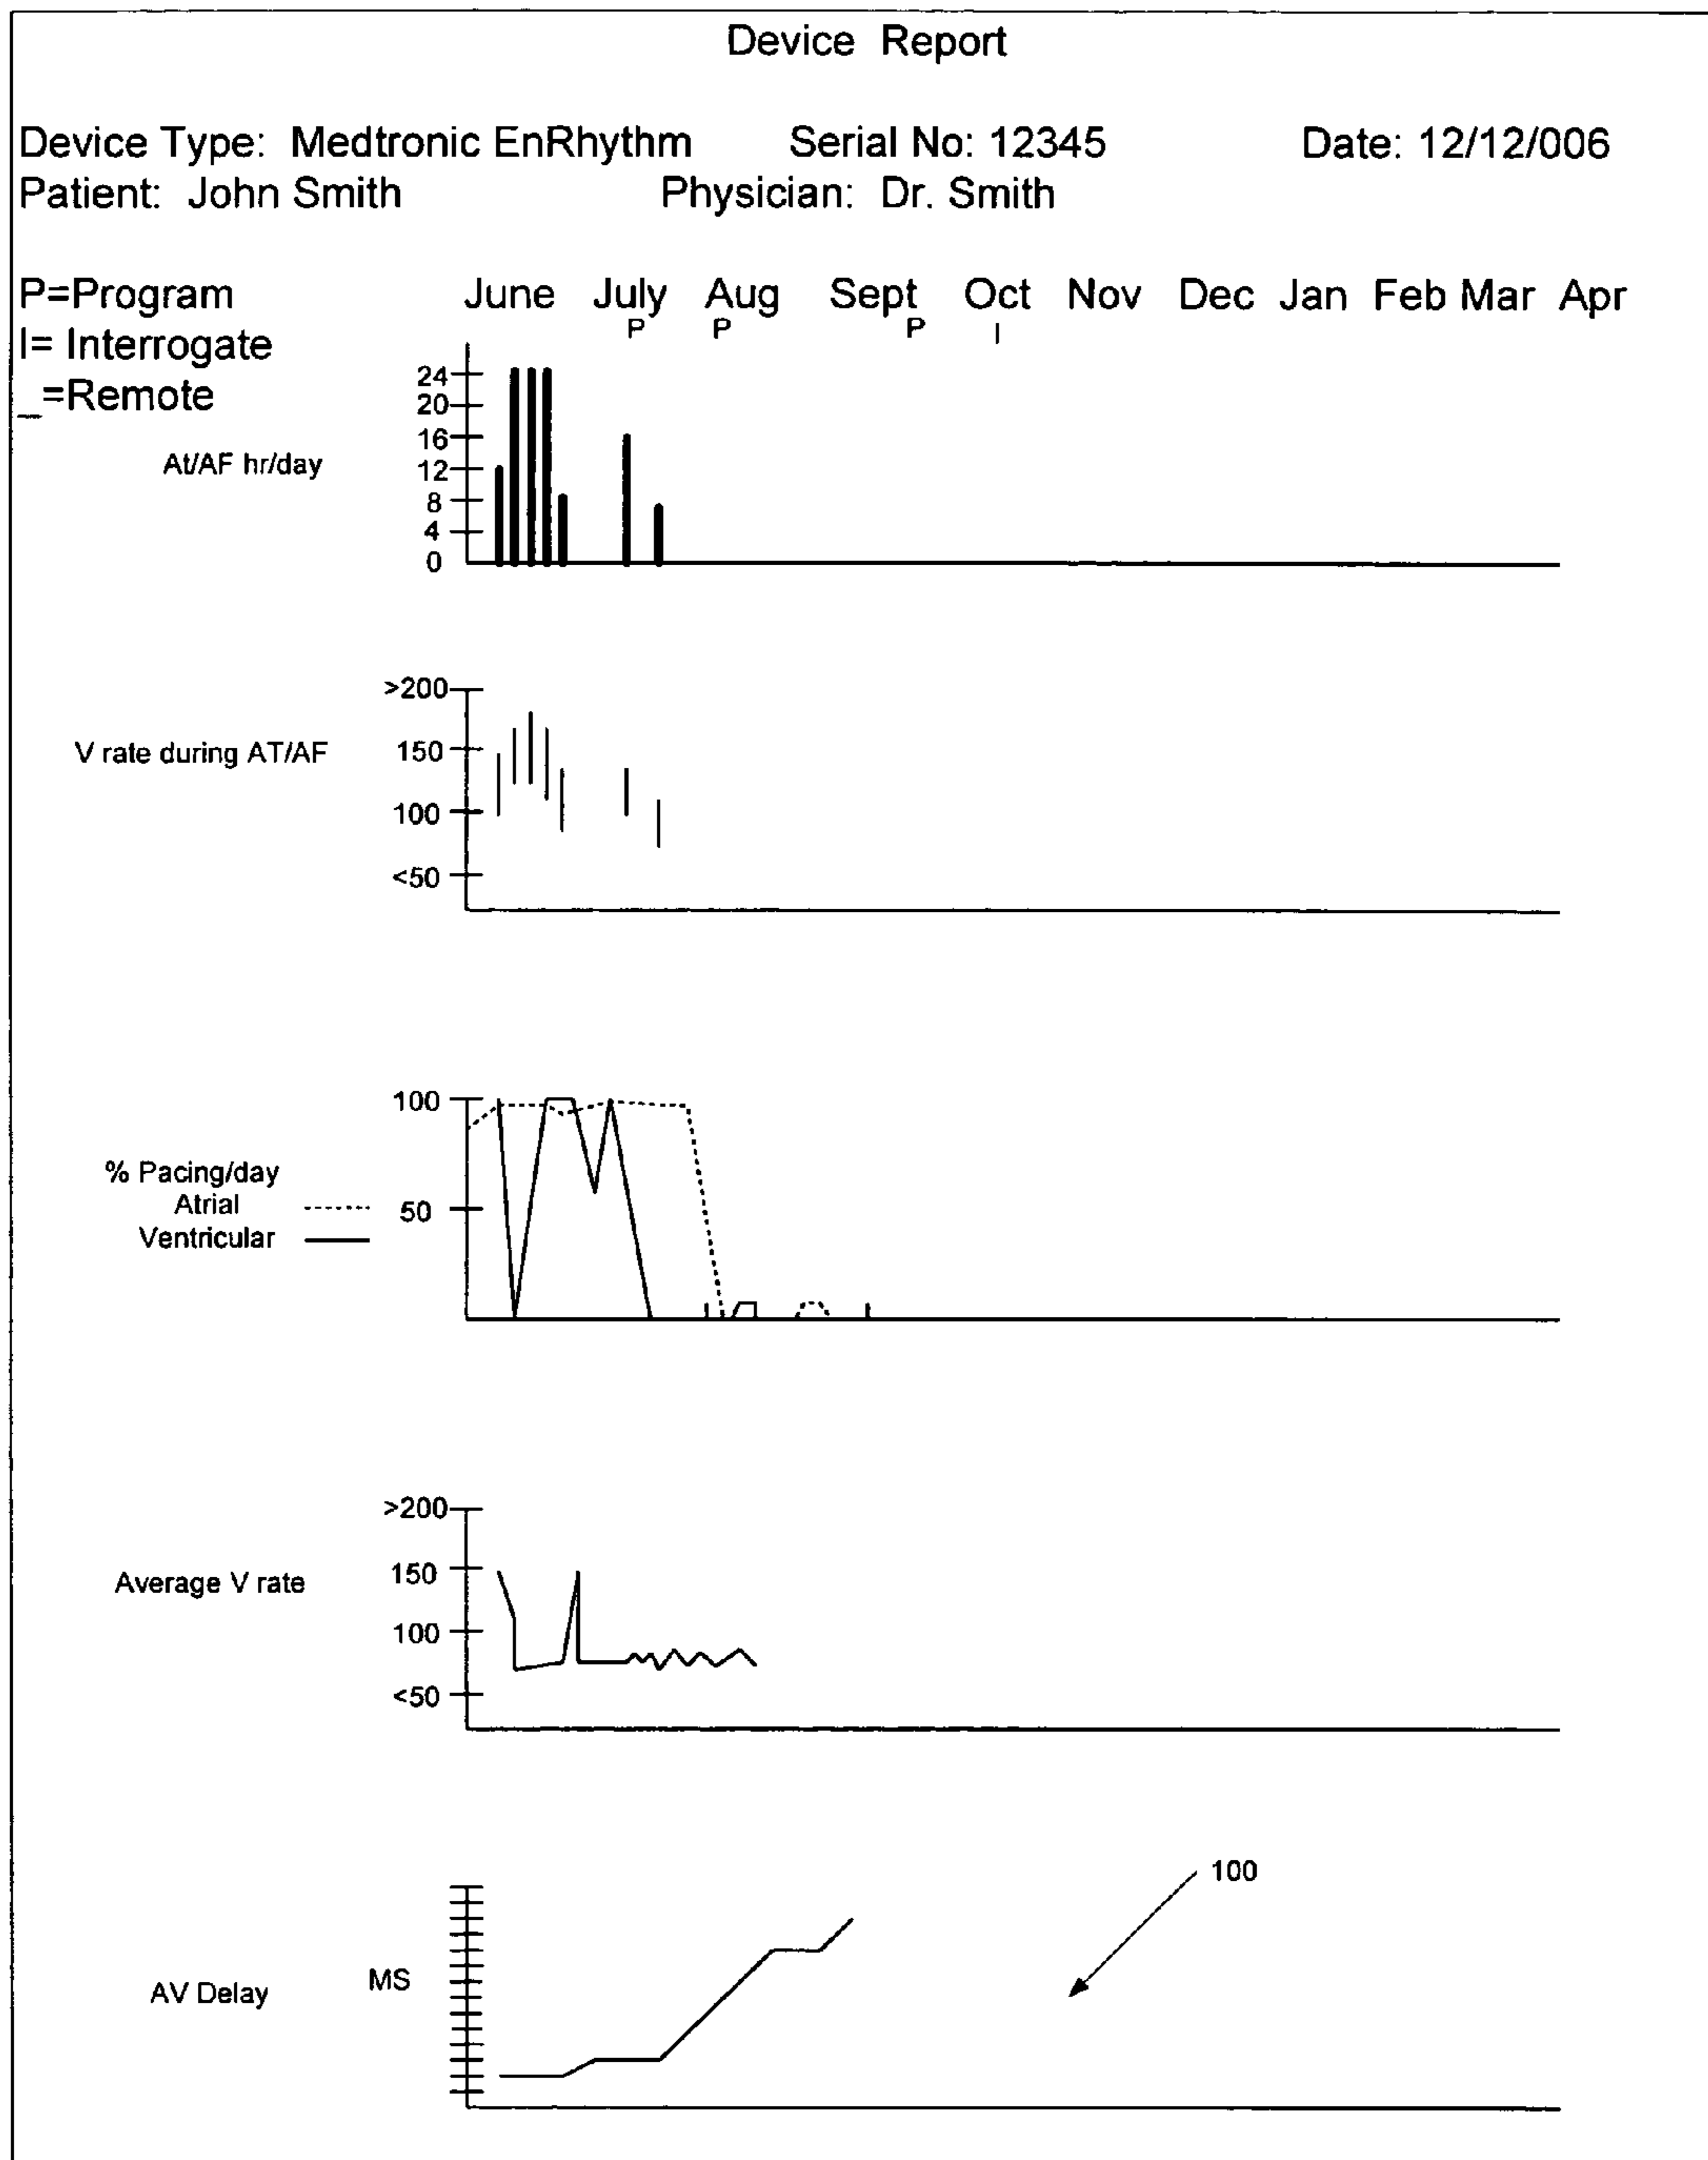 Device Report
Device Type: Medtronic EnRhythm Serial No: 12345 Date: 12/12/006
Patient: John Smith Physician: Dr. Smith
P=Program June July Aug Sept Oct Nov Dec Jan Feb Mar Apr
P P P I
I= Interrogate
_=Remote
24
20
16
At/AF hr/day
12
8
4
0
>200
V rate during AT/AF 150
100
<50
100
% Pacing/day
Atrial ------- 50
Ventricular
>200
Average V rate 150
100
<50
100
AV Delay MS